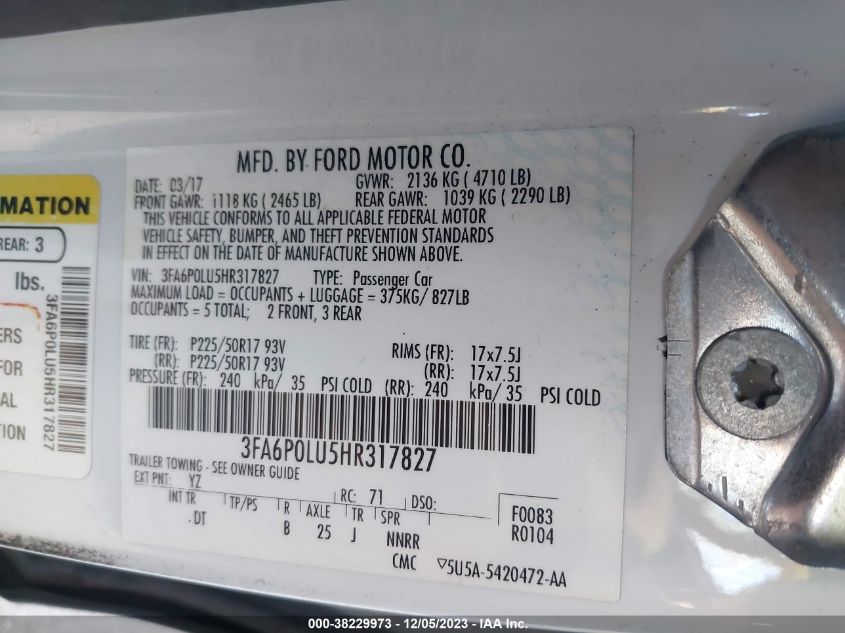 MATION
REAR: 3
lbs.
3FA6P0LU5HR317827
ERS
FOR
AL
TION
MFD. BY FORD MOTOR CO.
DATE: 03/17 GVWR: 2136 KG ( 4710 LB)
FRONT GAWR: 1118 KG ( 2465 LB) REAR GAWR: 1039 KG ( 2290 LB)
THIS VEHICLE CONFORMS TO ALL APPLICABLE FEDERAL MOTOR
VEHICLE SAFETY, BUMPER, AND THEFT PREVENTION STANDARDS
IN EFFECT ON THE DATE OF MANUFACTURE SHOWN ABOVE.
VIN: 3FA6P0LU5HR317827 TYPE: Passenger Car
MAXIMUM LOAD = OCCUPANTS + LUGGAGE = 375KG/ 827LB
OCCUPANTS = 5 TOTAL; 2 FRONT, 3 REAR
TIRE (FR): P225/50R17 93V RIMS (FR): 17x7.5J
(RR): P225/50R17 93V (RR): 17x7.5J
PRESSURE (FR): 240 kPa/ 35 PSI COLD (RR): 240 kPa/ 35 PSI COLD
3FA6P0LU5HR317827
TRAILER TOWING - SEE OWNER GUIDE
EXT PNT: YZ RC: 71 DSO:
INT TR TP/PS R AXLE TR SPR F0083
.DT B 25 J NNRR R0104
CMC ▽5U5A-5420472-AA
000-38229973 - 12/05/2023 - IAA Inc.